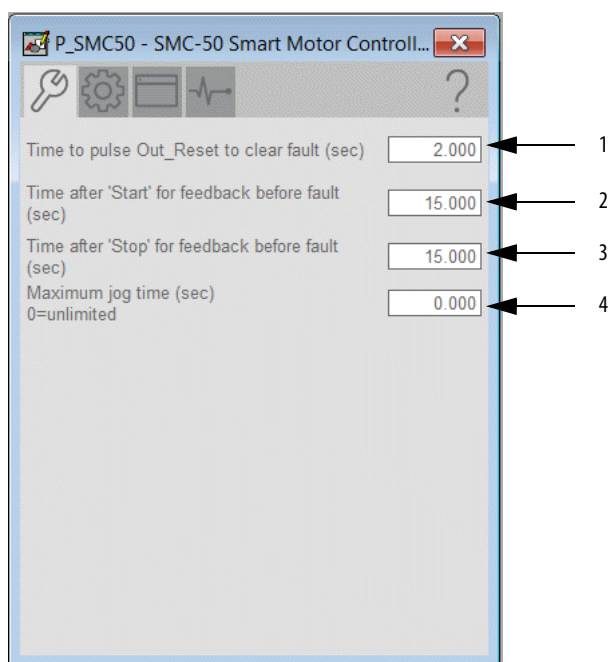 P_SMC50 - SMC-50 Smart Motor Controll...
?
Time to pulse Out_Reset to clear fault (sec) 2.000 1
Time after 'Start' for feedback before fault
(sec) 15.000 2
Time after 'Stop' for feedback before fault
(sec) 15.000 3
Maximum jog time (sec)
0=unlimited 0.000 4